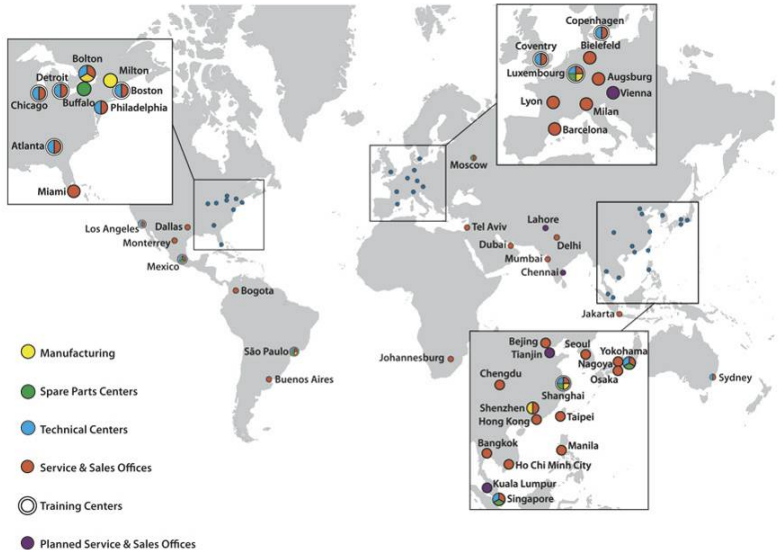 Bolton
Milton
Detroit
Boston
Chicago
Buffalo
Philadelphia
Atlanta
Miami
Copenhagen
Coventry
Bielefeld
Luxembourg
Augsburg
Vienna
Lyon
Milan
Barcelona
Moscow
Los Angeles
Dallas
Monterrey
Mexico
Tel Aviv
Lahore
Dubai
Delhi
Mumbai
Chennai
Bogota
Jakarta
São Paulo
Johannesburg
Buenos Aires
Sydney
Bejing
Seoul
Yokohama
Tianjin
Nagoya
Osaka
Chengdu
Shanghai
Shenzhen
Hong Kong
Taipei
Bangkok
Manila
Ho Chi Minh City
Kuala Lumpur
Singapore
Manufacturing
Spare Parts Centers
Technical Centers
Service & Sales Offices
Training Centers
Planned Service & Sales Offices